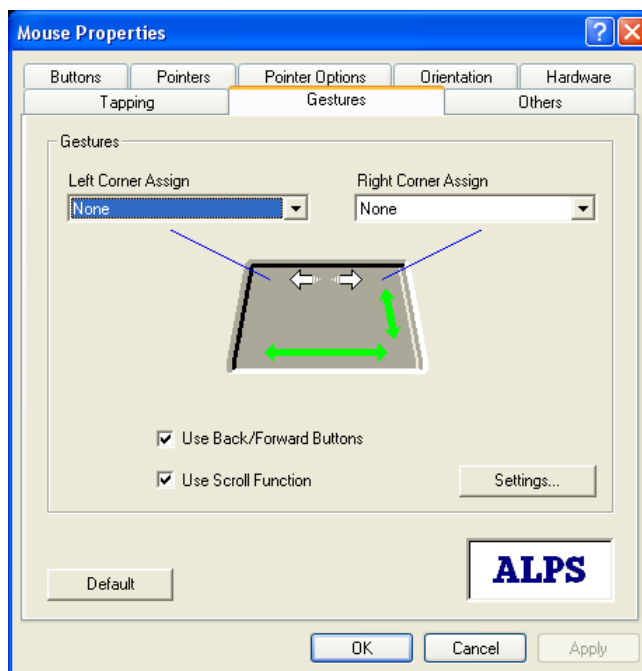 Mouse Properties
Buttons Pointers Pointer Options Orientation Hardware
Tapping Gestures Others
Gestures
Left Corner Assign Right Corner Assign
None None
Use Back/Forward Buttons
Use Scroll Function Settings...
Default ALPS
OK Cancel Apply